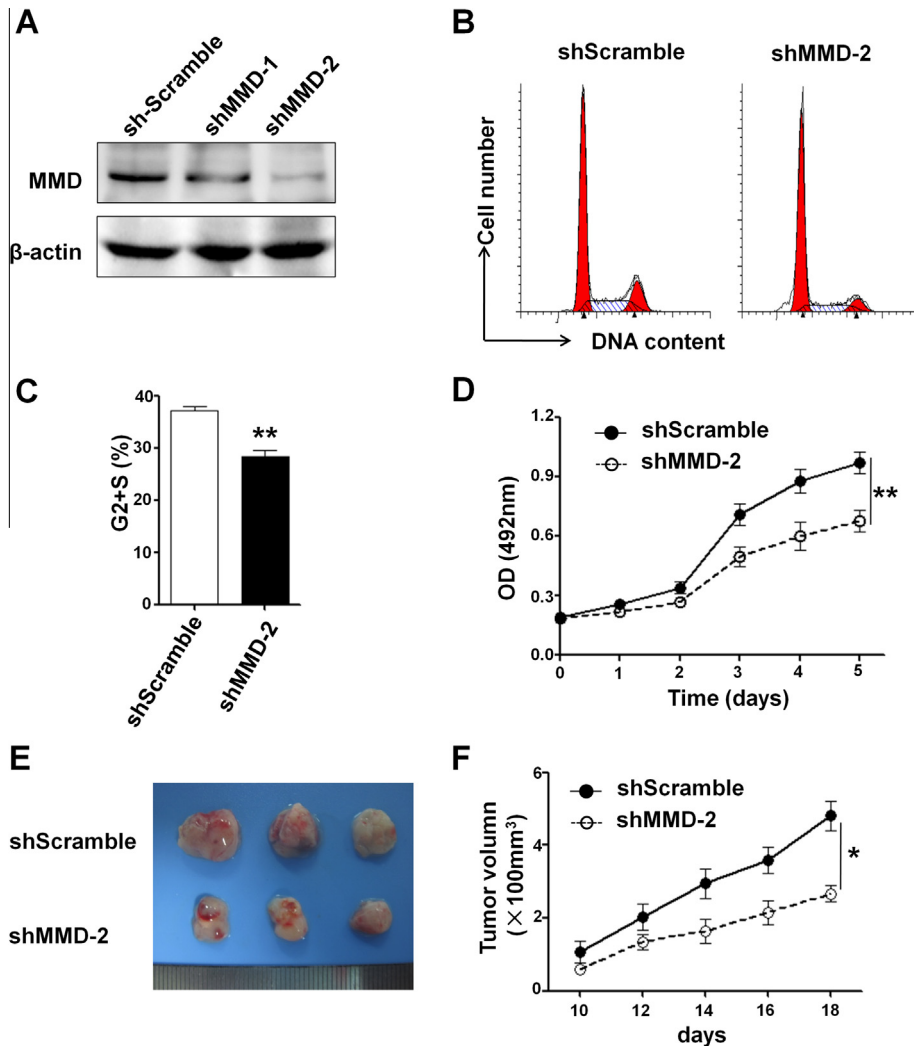 A
sh-Scramble
shMMD-1
shMMD-2
MMD
β-actin
B
shScramble
shMMD-2
Cell number
DNA content
C
G2+S (%)
40
30
20
10
0
**
shScramble
shMMD-2
D
OD (492nm)
1.2
0.9
0.6
0.3
0.0
shScramble
shMMD-2
**
0 1 2 3 4 5
Time (days)
E
shScramble
shMMD-2
F
Tumor volumn
(×100mm³)
6
4
2
0
shScramble
shMMD-2
*
10 12 14 16 18
days